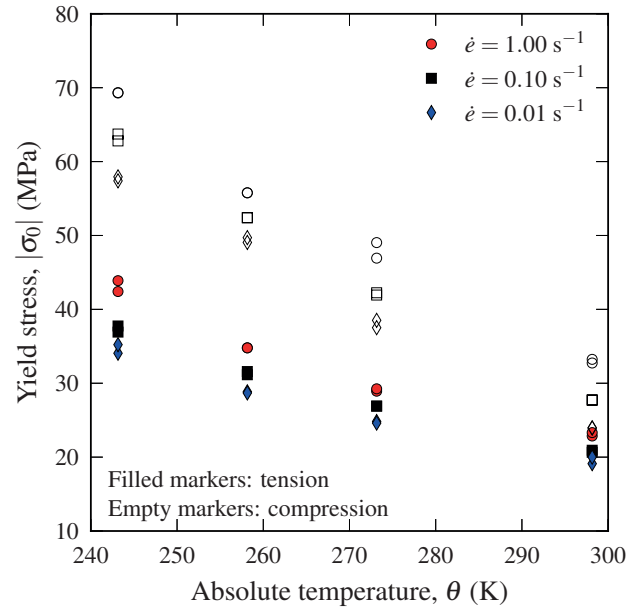 80
70
60
50
40
30
20
10
Yield stress, |σ₀| (MPa)
ė = 1.00 s⁻¹
ė = 0.10 s⁻¹
ė = 0.01 s⁻¹
Filled markers: tension
Empty markers: compression
240 250 260 270 280 290 300
Absolute temperature, θ (K)